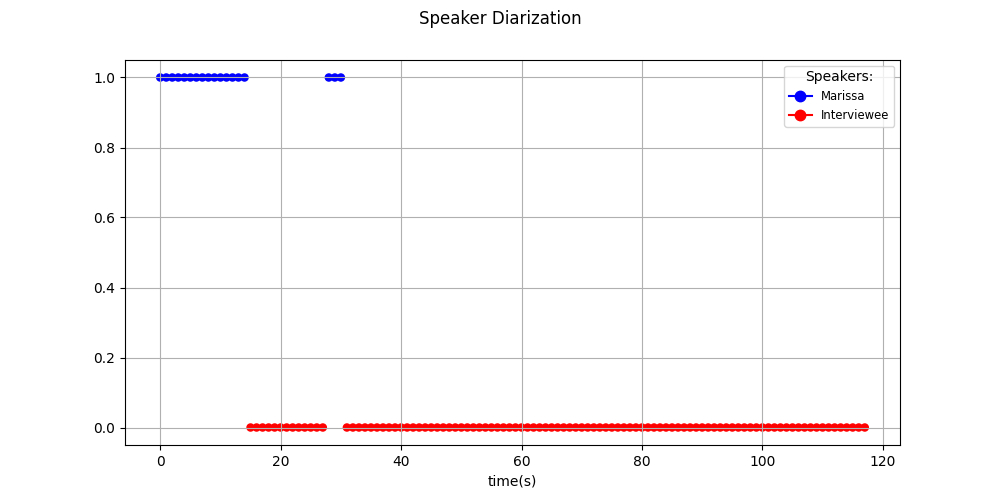 Speaker Diarization
1.0
0.8
0.6
0.4
0.2
0.0
Speakers:
Marissa
Interviewee
0 20 40 60 80 100 120
time(s)